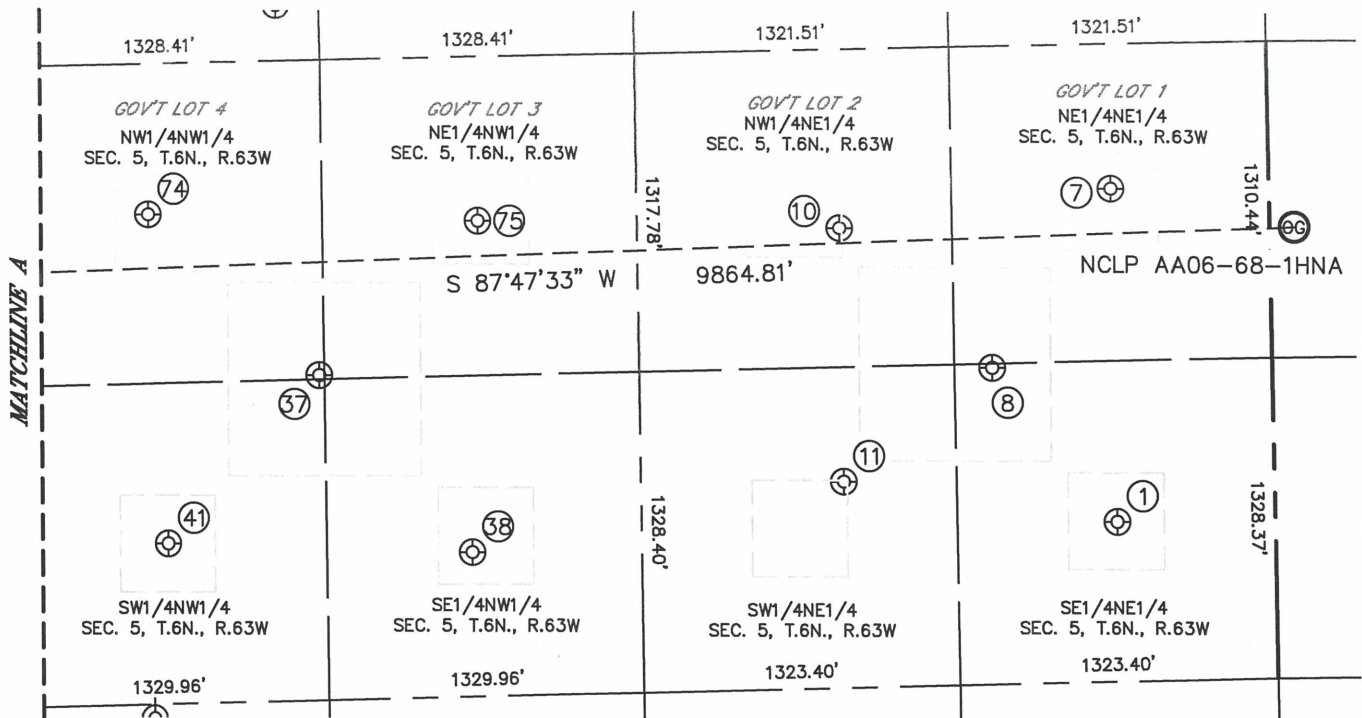 1328.41'
1328.41'
1321.51'
1321.51'
GOV'T LOT 4
NW1/4NW1/4
SEC. 5, T.6N., R.63W
GOV'T LOT 3
NE1/4NW1/4
SEC. 5, T.6N., R.63W
GOV'T LOT 2
NW1/4NE1/4
SEC. 5, T.6N., R.63W
GOV'T LOT 1
NE1/4NE1/4
SEC. 5, T.6N., R.63W
74
75
10
7
1317.78'
1310.44'
OG
NCLP AA06-68-1HNA
S 87°47'33" W 9864.81'
MATCHLINE A
37
8
11
41
38
1
1328.40'
1328.37'
SW1/4NW1/4
SEC. 5, T.6N., R.63W
SE1/4NW1/4
SEC. 5, T.6N., R.63W
SW1/4NE1/4
SEC. 5, T.6N., R.63W
SE1/4NE1/4
SEC. 5, T.6N., R.63W
1329.96'
1329.96'
1323.40'
1323.40'